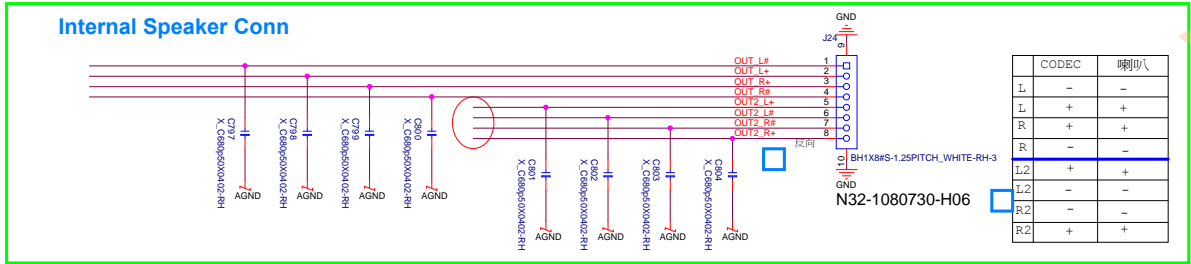 Internal Speaker Conn
GND
J24
9
OUT_L# 1
OUT_L+ 2
OUT_R+ 3
OUT_R# 4
OUT2_L+ 5
OUT2_L# 6
OUT2_R# 7
OUT2_R+ 8
反向
10
BH1X8#S-1.25PITCH_WHITE-RH-3
GND
N32-1080730-H06
C797
X_C680p50X0402-RH
AGND
C798
X_C680p50X0402-RH
AGND
C799
X_C680p50X0402-RH
AGND
C800
X_C680p50X0402-RH
AGND
C801
X_C680p50X0402-RH
AGND
C802
X_C680p50X0402-RH
AGND
C803
X_C680p50X0402-RH
AGND
C804
X_C680p50X0402-RH
AGND
CODEC 喇叭
L - -
L + +
R + +
R - -
L2 + +
L2 - -
R2 - -
R2 + +